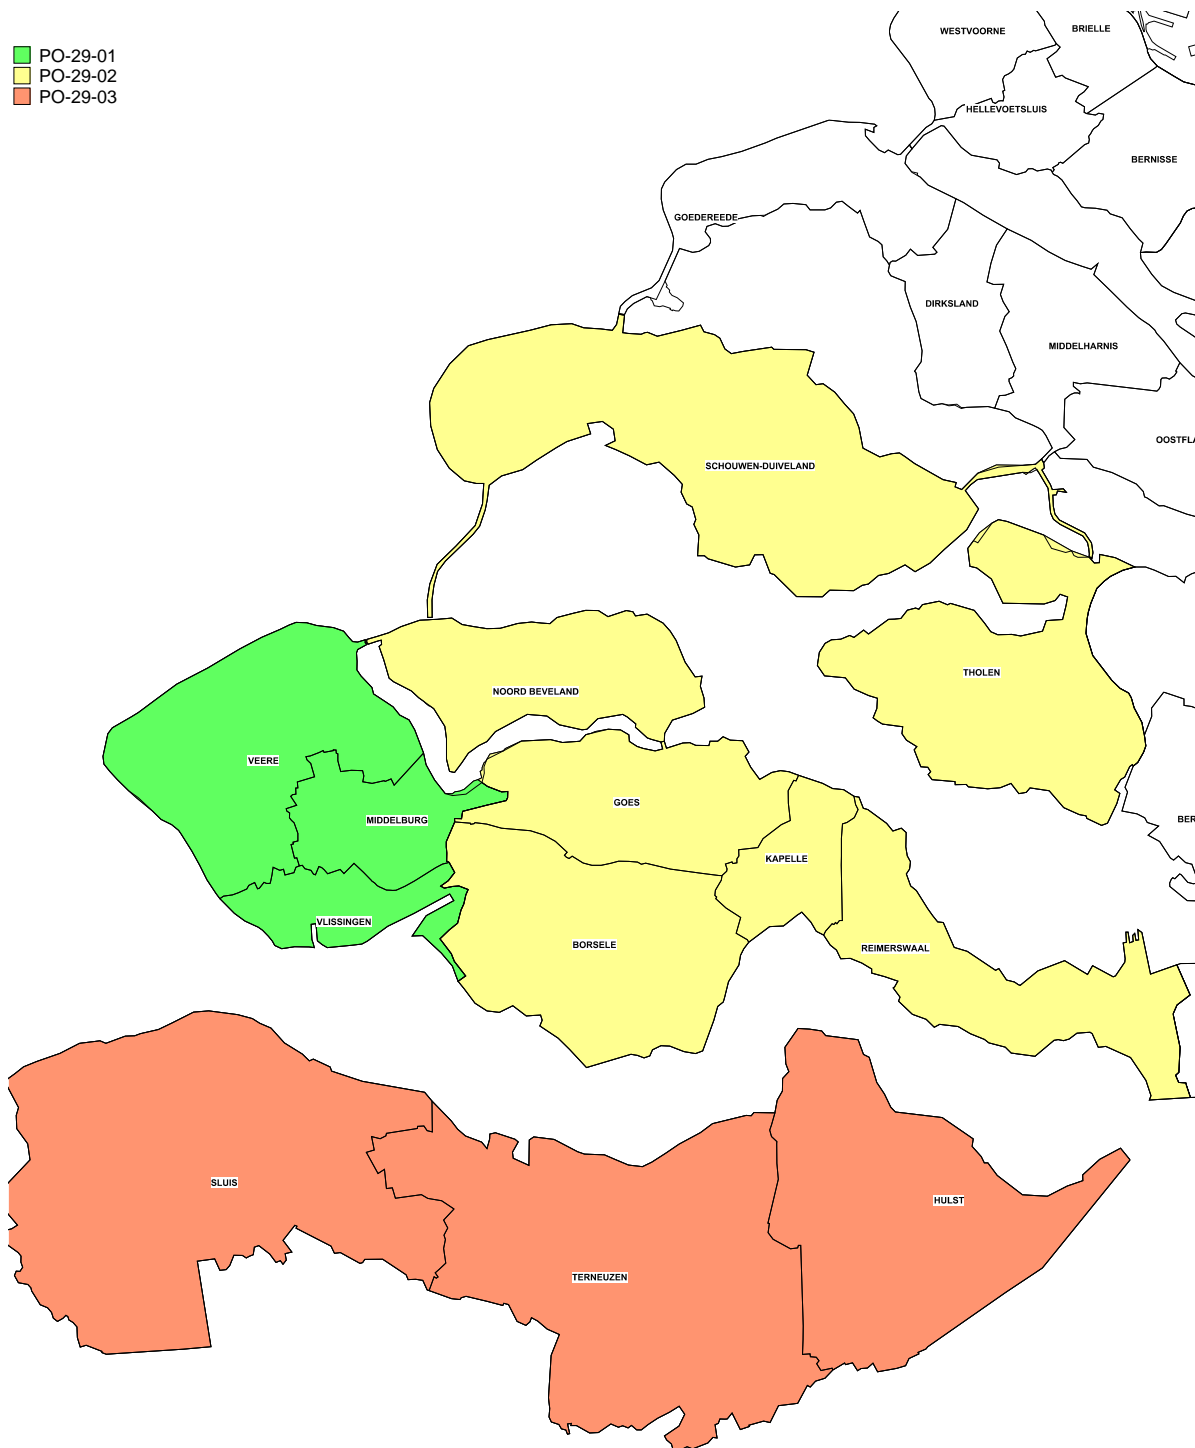 PO-29-01
PO-29-02
PO-29-03
WESTVOORNE
BRIELLE
HELLEVOETSLUIS
BERNISSE
GOEDEREEDE
DIRKSLAND
MIDDELHARNIS
OOSTFLA
SCHOUWEN-DUIVELAND
THOLEN
NOORD BEVELAND
VEERE
GOES
MIDDELBURG
BER
KAPELLE
VLISSINGEN
BORSELE
REIMERSWAAL
SLUIS
HULST
TERNEUZEN